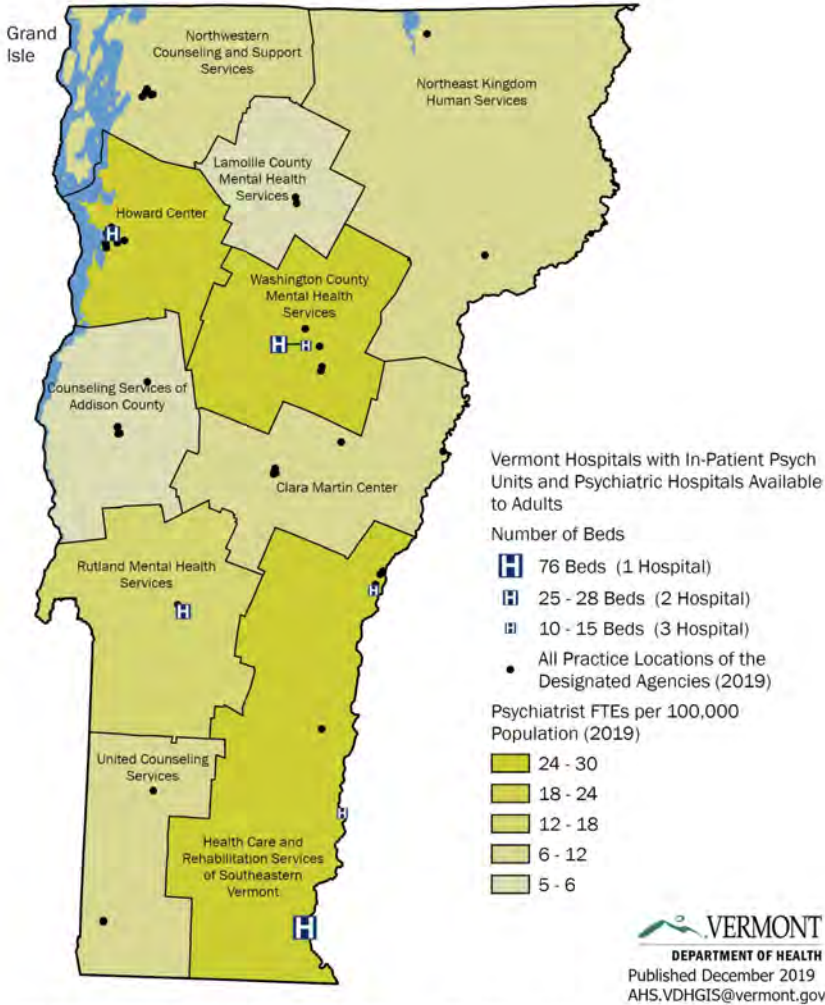 Grand
Isle
Northwestern
Counseling and Support
Services
Northeast Kingdom
Human Services
Lamoille County
Mental Health
Services
Howard Center
Washington County
Mental Health
Services
H
H
H
Counseling Services of
Addison County
Clara Martin Center
Rutland Mental Health
Services
H
H
United Counseling
Services
H
Health Care and
Rehabilitation Services
of Southeastern
Vermont
H
Vermont Hospitals with In-Patient Psych
Units and Psychiatric Hospitals Available
to Adults
Number of Beds
H 76 Beds (1 Hospital)
H 25 - 28 Beds (2 Hospital)
H 10 - 15 Beds (3 Hospital)
All Practice Locations of the
Designated Agencies (2019)
Psychiatrist FTEs per 100,000
Population (2019)
24 - 30
18 - 24
12 - 18
6 - 12
5 - 6
VERMONT
DEPARTMENT OF HEALTH
Published December 2019
AHS.VDHGIS@vermont.gov